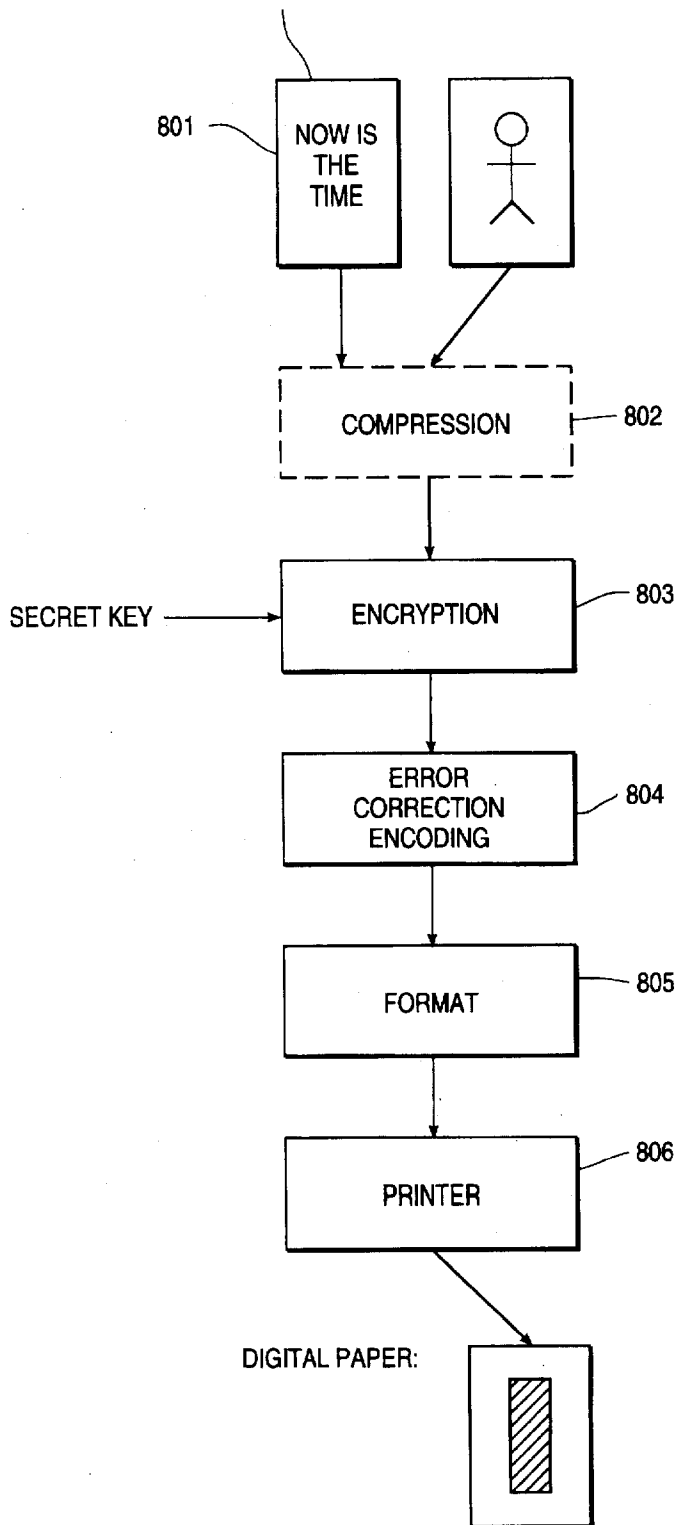 801
NOW IS
THE
TIME
COMPRESSION
802
SECRET KEY
ENCRYPTION
803
ERROR
CORRECTION
ENCODING
804
FORMAT
805
PRINTER
806
DIGITAL PAPER: